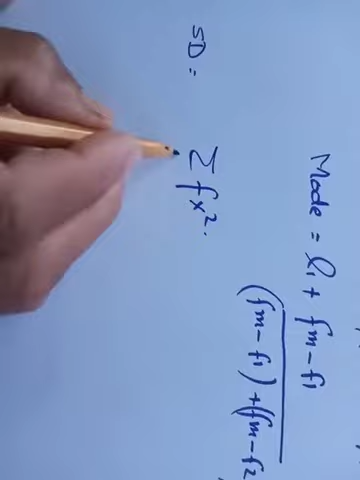 Mode = l1 + fm - f1
(fm - f1) + (fm - f2
SD =
Σfx².